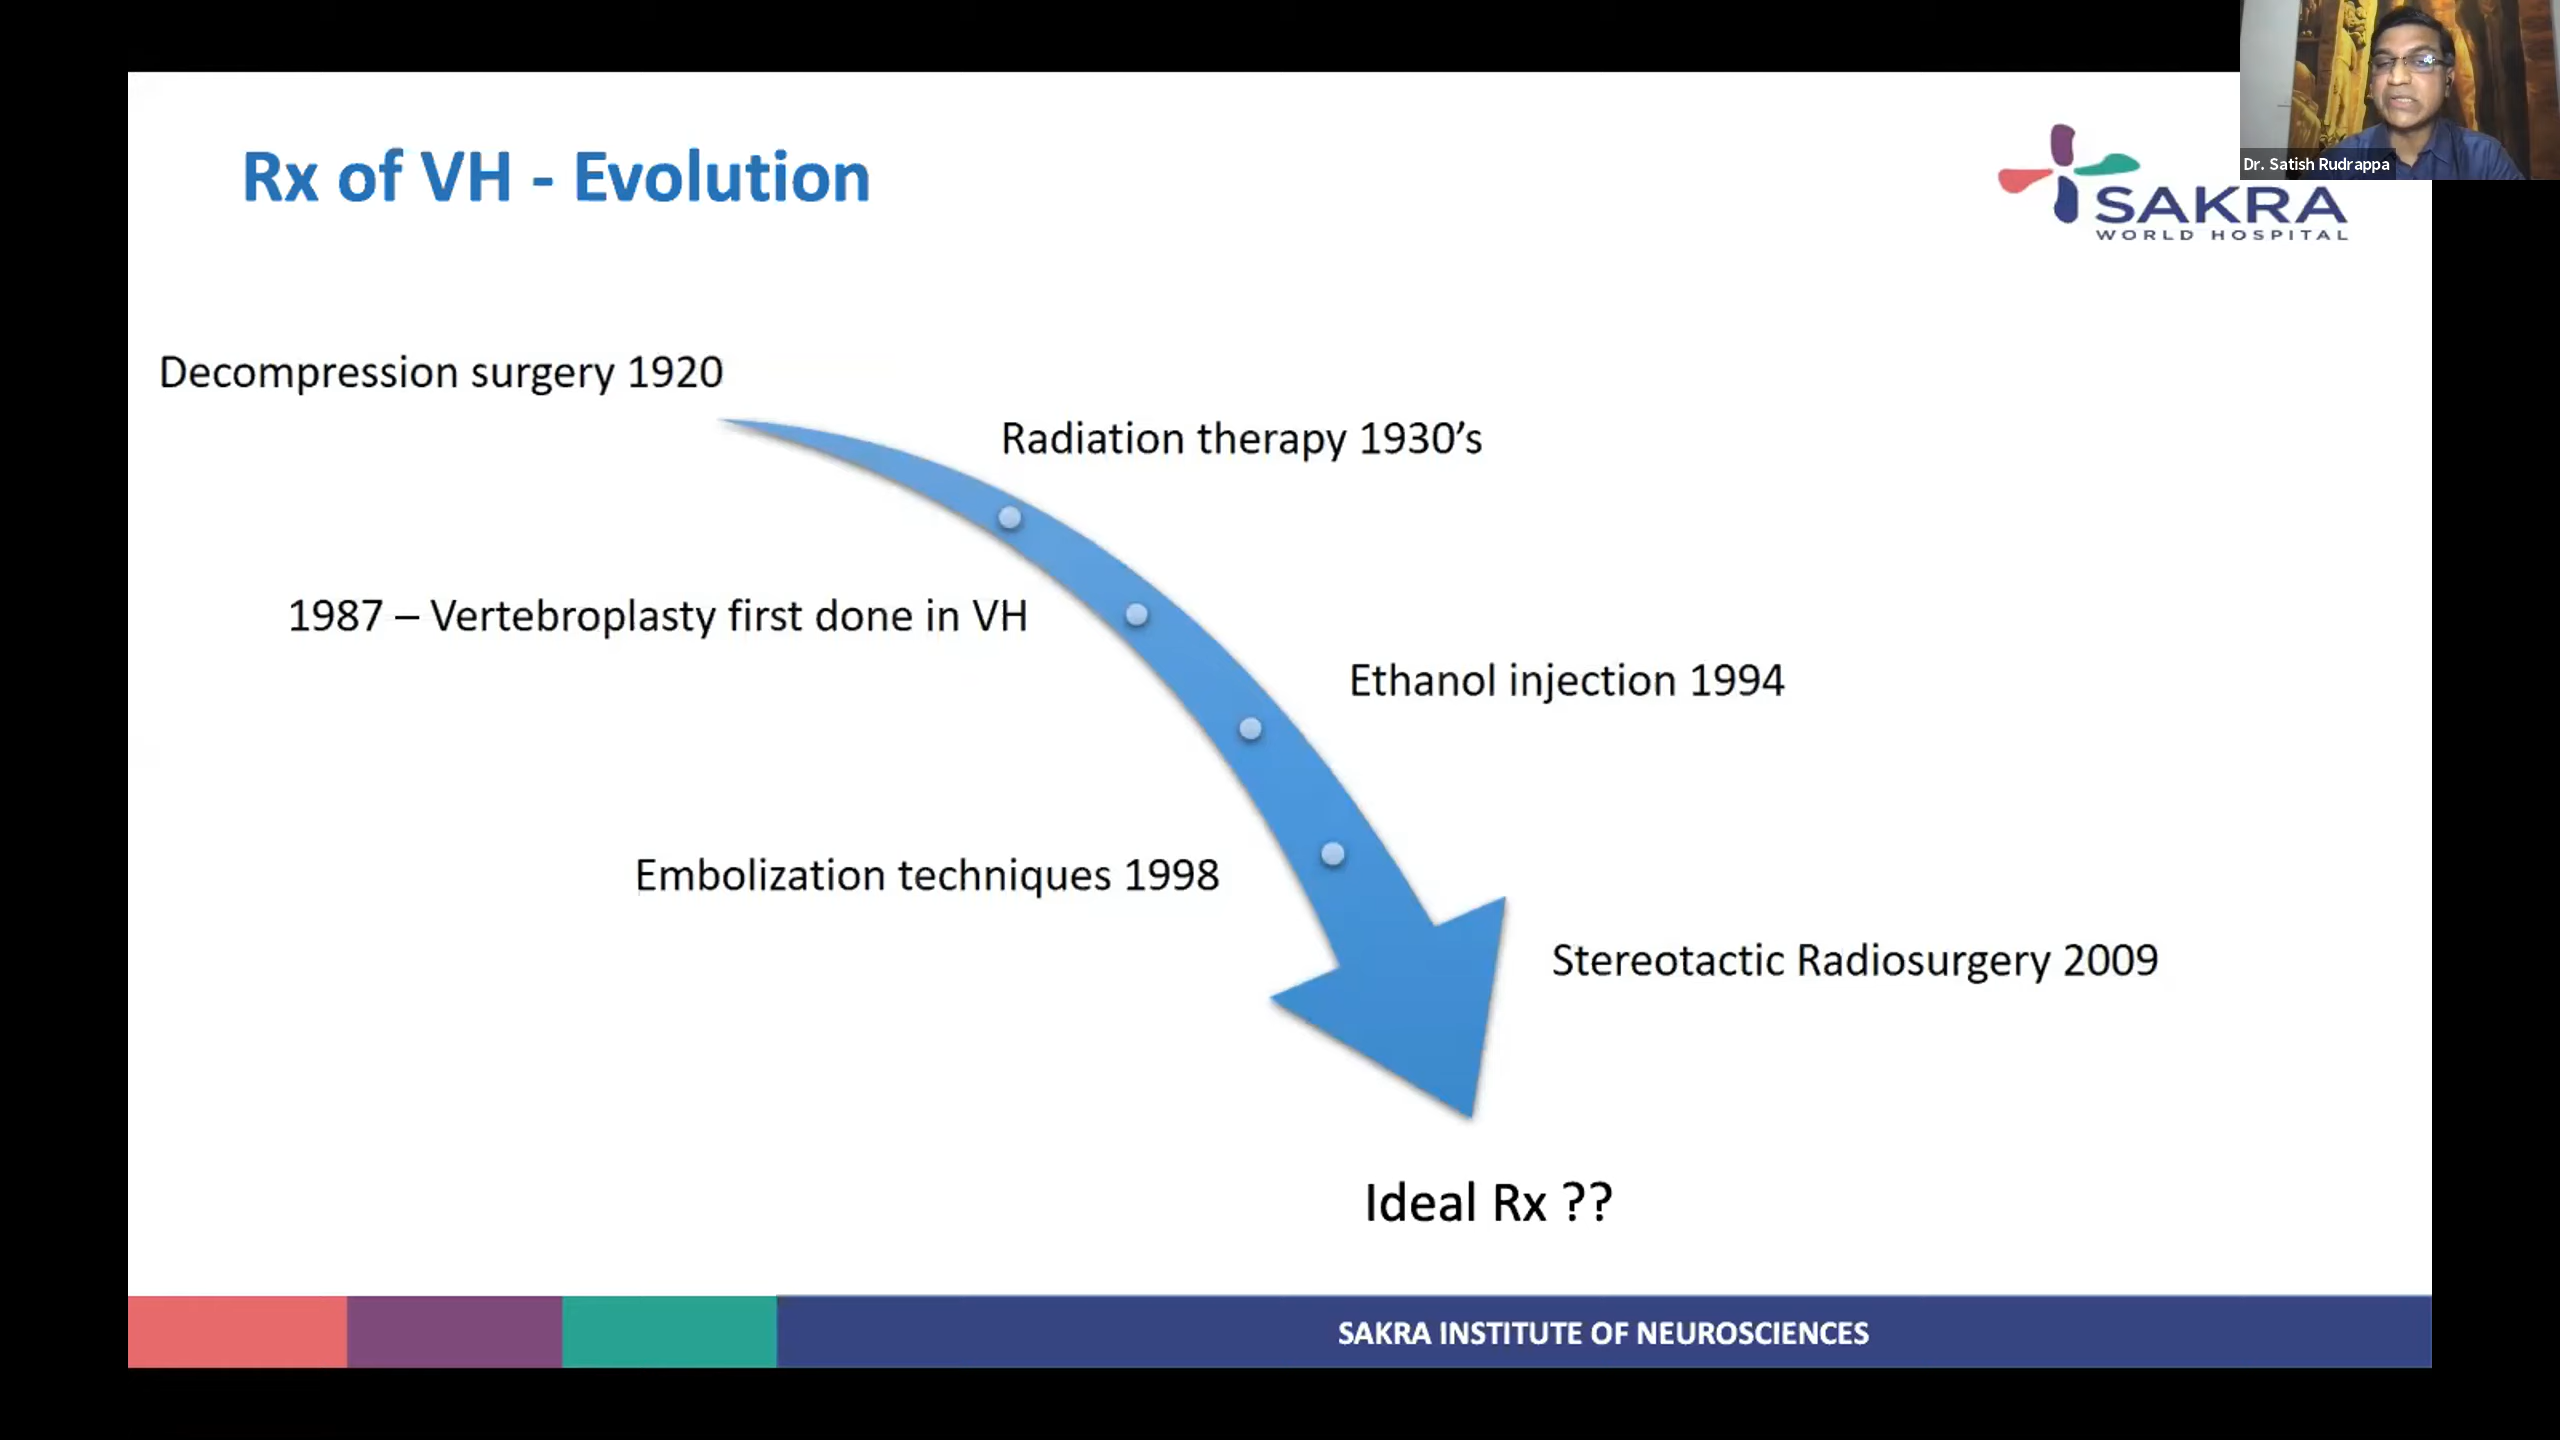 Rx of VH - Evolution
Dr. Satish Rudrappa
SAKRA
WORLD HOSPITAL
Decompression surgery 1920
Radiation therapy 1930’s
1987 – Vertebroplasty first done in VH
Ethanol injection 1994
Embolization techniques 1998
Stereotactic Radiosurgery 2009
Ideal Rx ??
SAKRA INSTITUTE OF NEUROSCIENCES